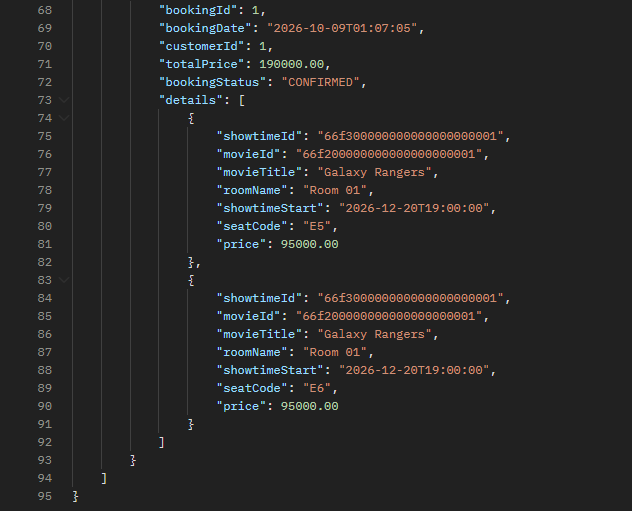 68 "bookingId": 1,
69 "bookingDate": "2026-10-09T01:07:05",
70 "customerId": 1,
71 "totalPrice": 190000.00,
72 "bookingStatus": "CONFIRMED",
73 "details": [
74 {
75 "showtimeId": "66f300000000000000000001",
76 "movieId": "66f200000000000000000001",
77 "movieTitle": "Galaxy Rangers",
78 "roomName": "Room 01",
79 "showtimeStart": "2026-12-20T19:00:00",
80 "seatCode": "E5",
81 "price": 95000.00
82 },
83 {
84 "showtimeId": "66f300000000000000000001",
85 "movieId": "66f200000000000000000001",
86 "movieTitle": "Galaxy Rangers",
87 "roomName": "Room 01",
88 "showtimeStart": "2026-12-20T19:00:00",
89 "seatCode": "E6",
90 "price": 95000.00
91 }
92 ]
93 }
94 ]
95 }